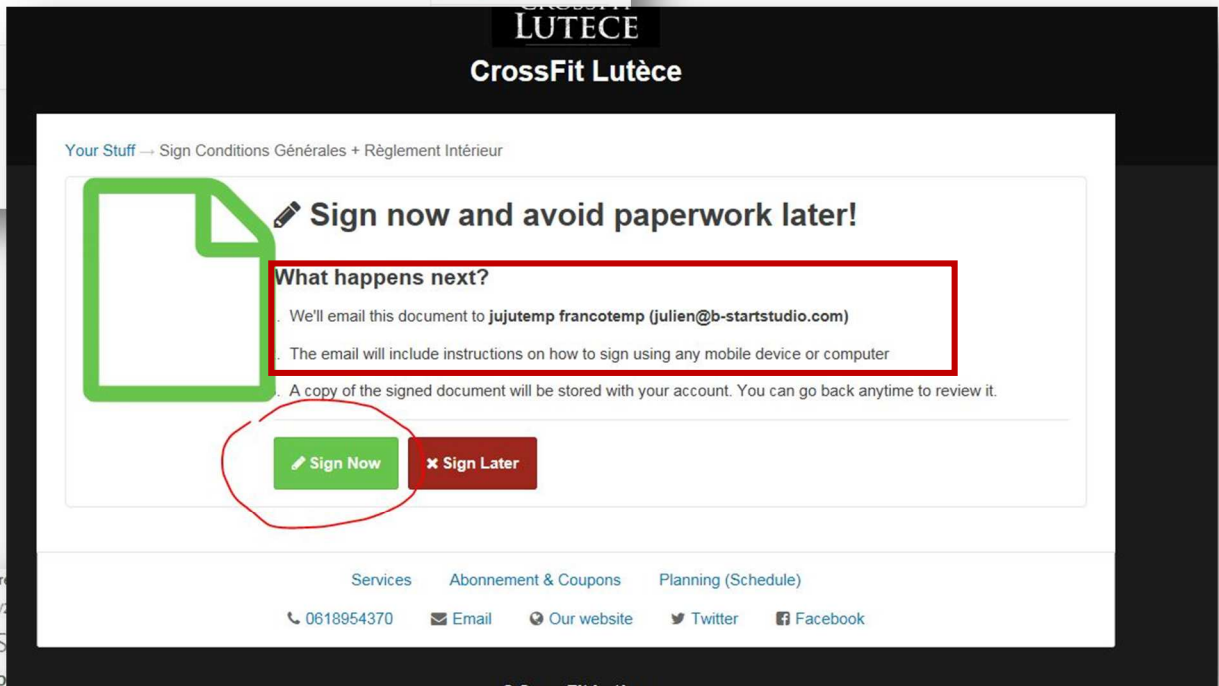 LUTECE
CrossFit Lutèce
Your Stuff → Sign Conditions Générales + Règlement Intérieur
Sign now and avoid paperwork later!
What happens next?
We'll email this document to jujutemp francotemp (julien@b-startstudio.com)
The email will include instructions on how to sign using any mobile device or computer
A copy of the signed document will be stored with your account. You can go back anytime to review it.
Sign Now Sign Later
Services Abonnement & Coupons Planning (Schedule)
0618954370 Email Our website Twitter Facebook